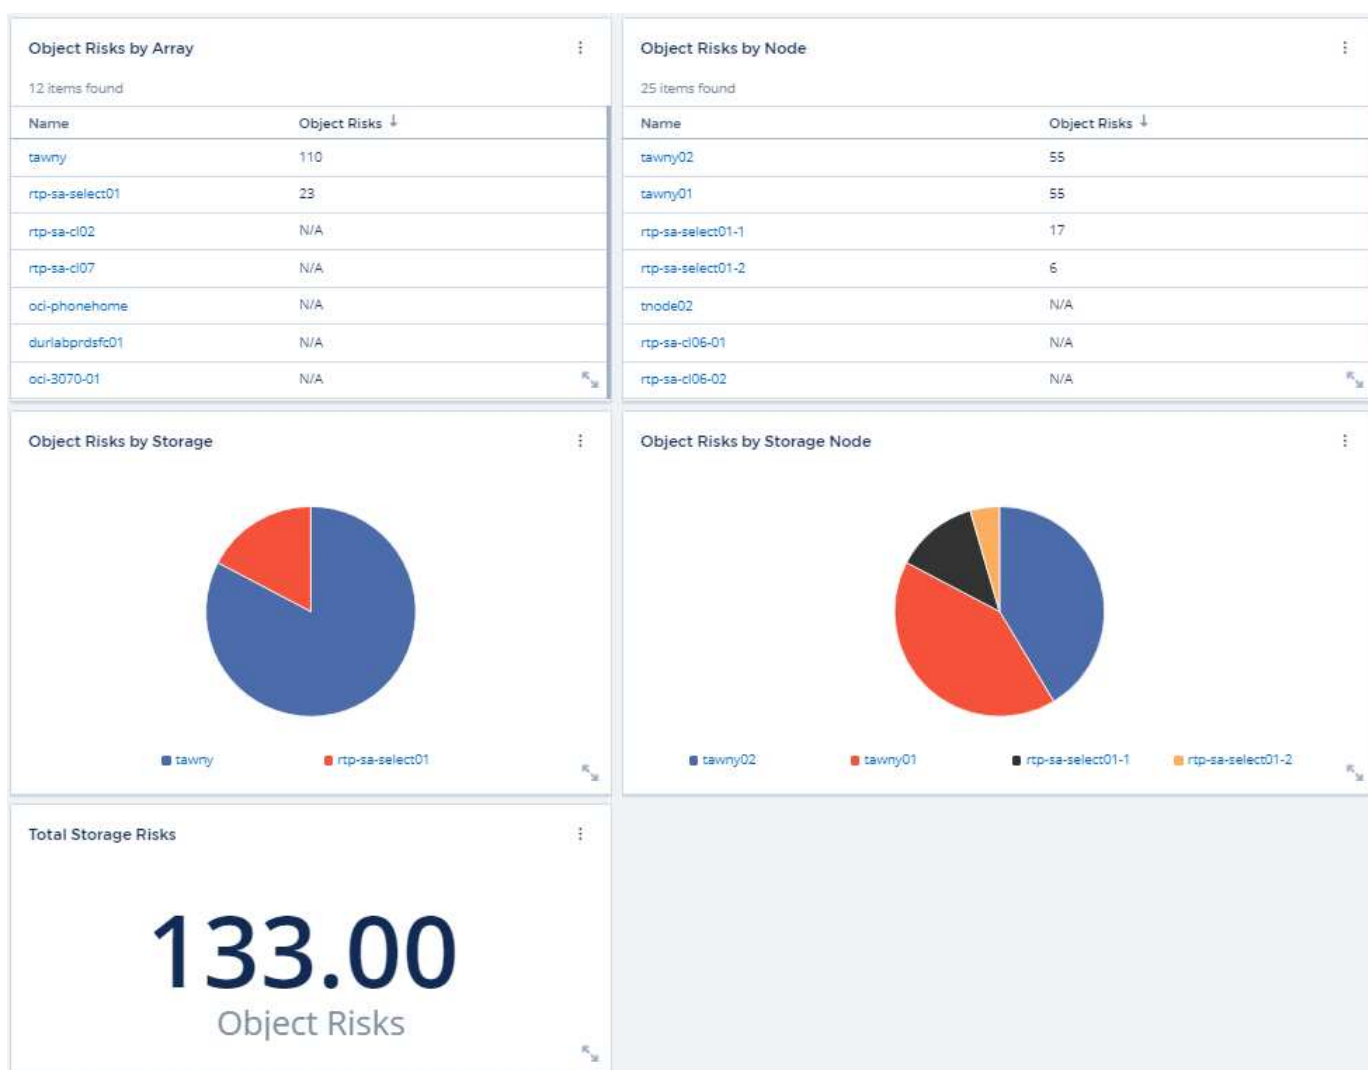 Object Risks by Array
12 items found
Name Object Risks ↓
tawny 110
rtp-sa-select01 23
rtp-sa-cl02 N/A
rtp-sa-cl07 N/A
oci-phonehome N/A
durlabprdsfc01 N/A
oci-3070-01 N/A
Object Risks by Node
25 items found
Name Object Risks ↓
tawny02 55
tawny01 55
rtp-sa-select01-1 17
rtp-sa-select01-2 6
tnode02 N/A
rtp-sa-cl06-01 N/A
rtp-sa-cl06-02 N/A
Object Risks by Storage
tawny rtp-sa-select01
Object Risks by Storage Node
tawny02 tawny01 rtp-sa-select01-1 rtp-sa-select01-2
Total Storage Risks
133.00
Object Risks